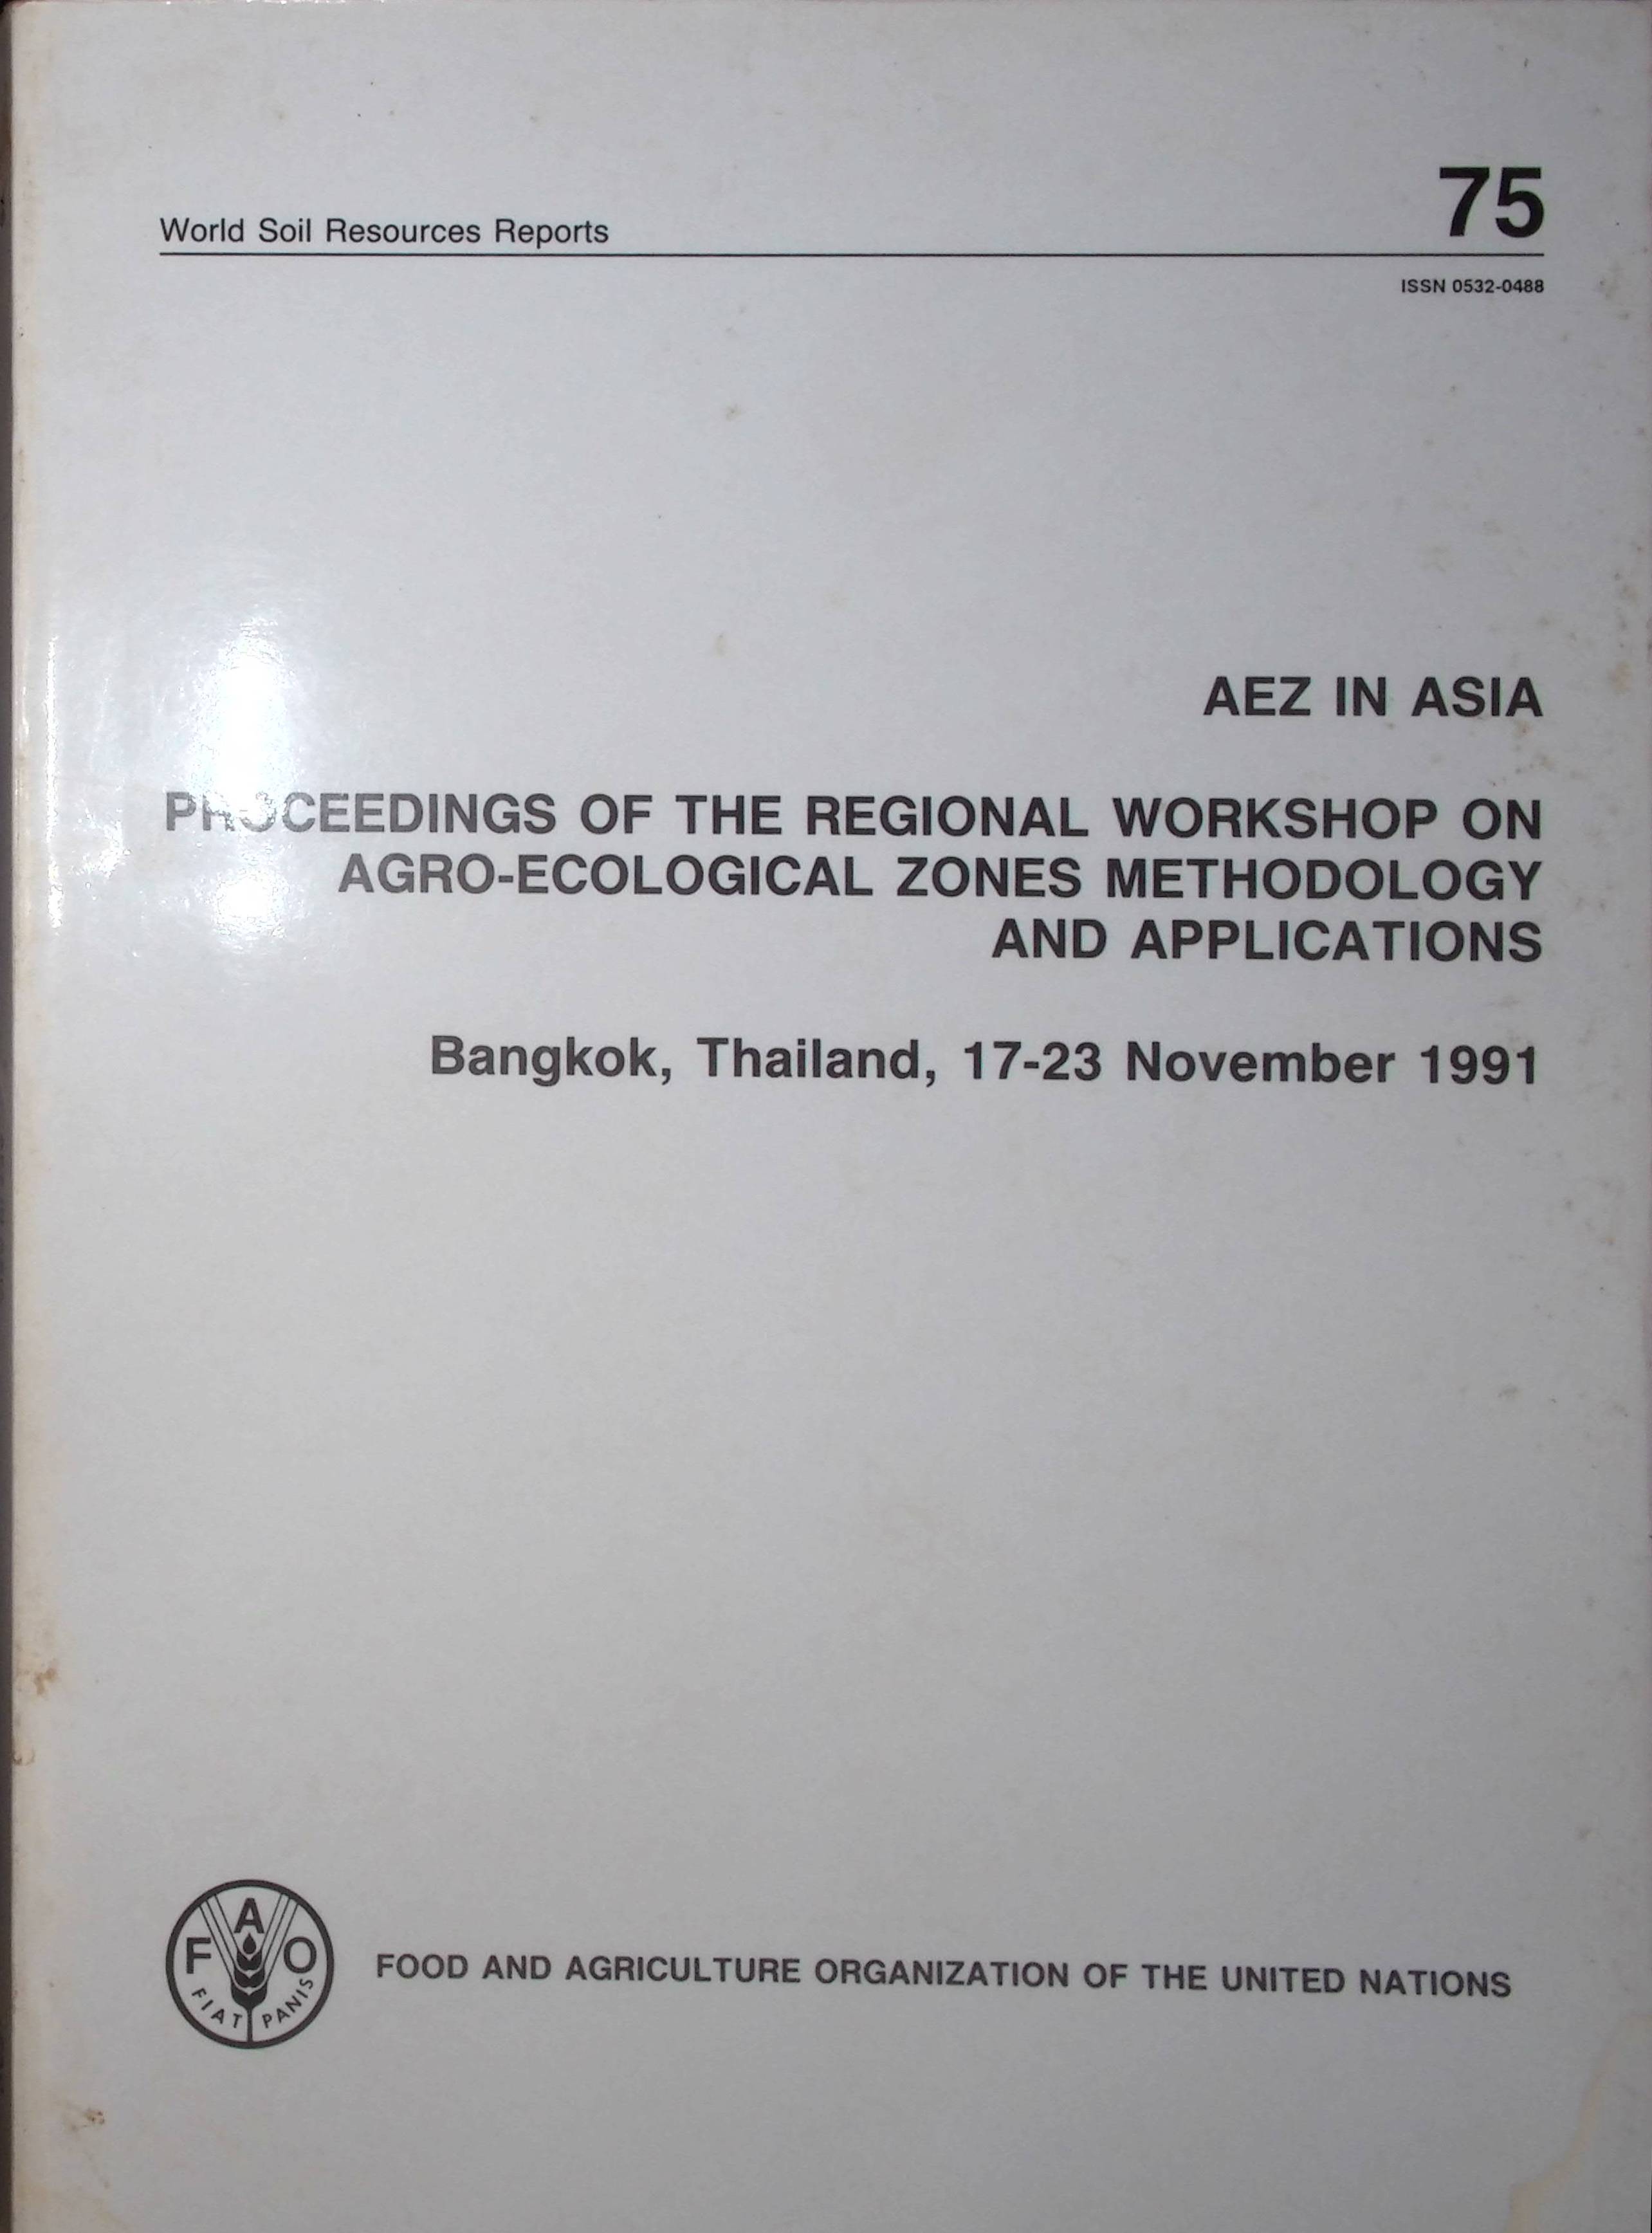 World Soil Resources Reports
75
ISSN 0532-0488
AEZ IN ASIA
PROCEEDINGS OF THE REGIONAL WORKSHOP ON
AGRO-ECOLOGICAL ZONES METHODOLOGY
AND APPLICATIONS
Bangkok, Thailand, 17-23 November 1991
F A O
FIAT PANIS
FOOD AND AGRICULTURE ORGANIZATION OF THE UNITED NATIONS